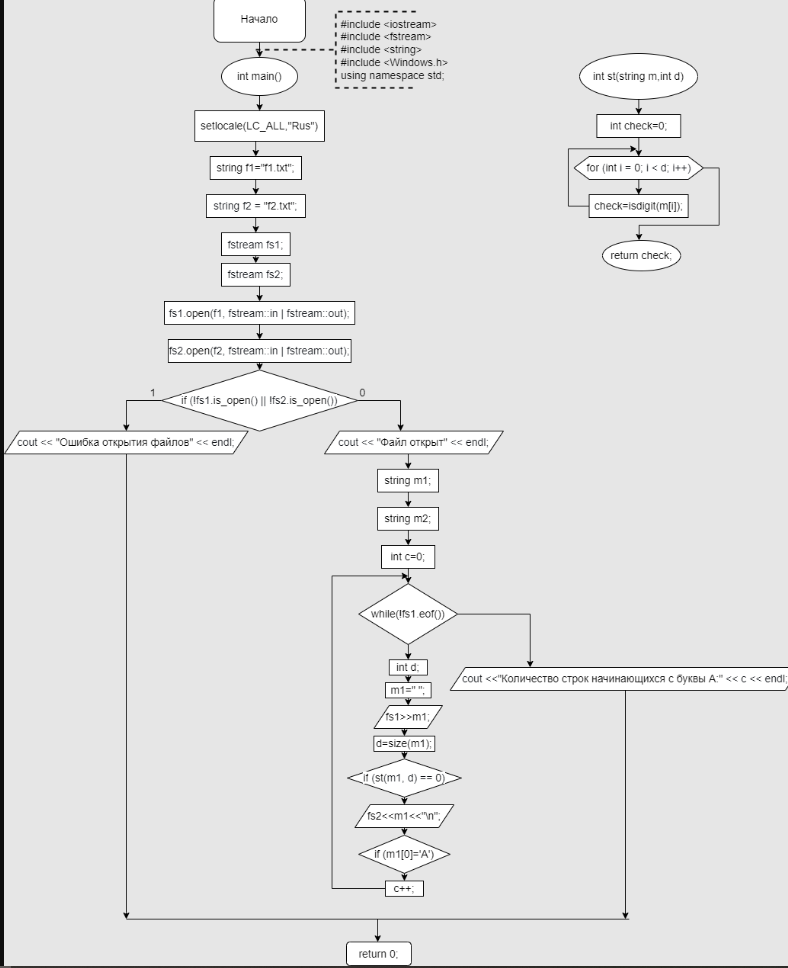 Начало
#include <iostream>
#include <fstream>
#include <string>
#include <Windows.h>
using namespace std;
int main()
setlocale(LC_ALL,"Rus")
string f1="f1.txt";
string f2 = "f2.txt";
fstream fs1;
fstream fs2;
fs1.open(f1, fstream::in | fstream::out);
fs2.open(f2, fstream::in | fstream::out);
if (!fs1.is_open() || !fs2.is_open())
1
0
cout << "Ошибка открытия файлов" << endl;
cout << "Файл открыт" << endl;
string m1;
string m2;
int c=0;
while(!fs1.eof())
int d;
m1=" ";
fs1>>m1;
d=size(m1);
if (st(m1, d) == 0)
fs2<<m1<<"\n";
if (m1[0]='A')
c++;
cout <<"Количество строк начинающихся с буквы А:" << c << endl;
return 0;
int st(string m,int d)
int check=0;
for (int i = 0; i < d; i++)
check=isdigit(m[i]);
return check;